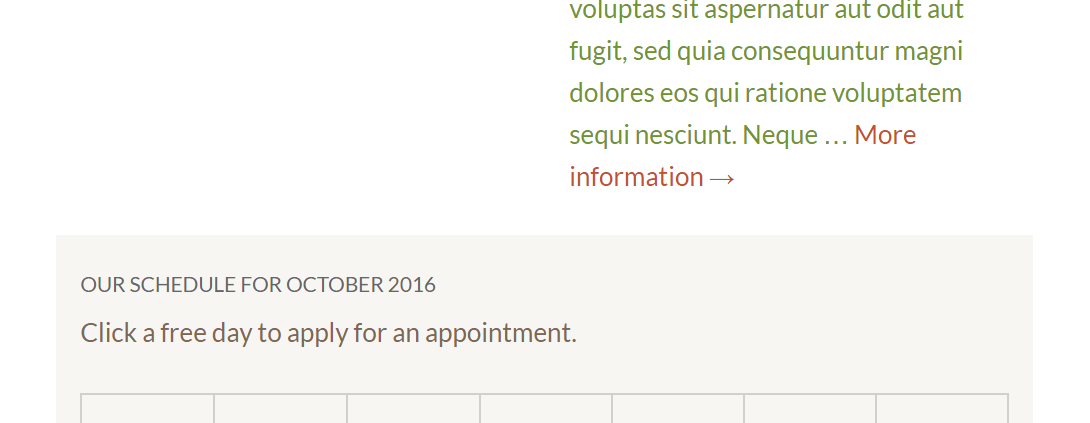 voluptas sit aspernatur aut odit aut
fugit, sed quia consequuntur magni
dolores eos qui ratione voluptatem
sequi nesciunt. Neque … More
information →
OUR SCHEDULE FOR OCTOBER 2016
Click a free day to apply for an appointment.